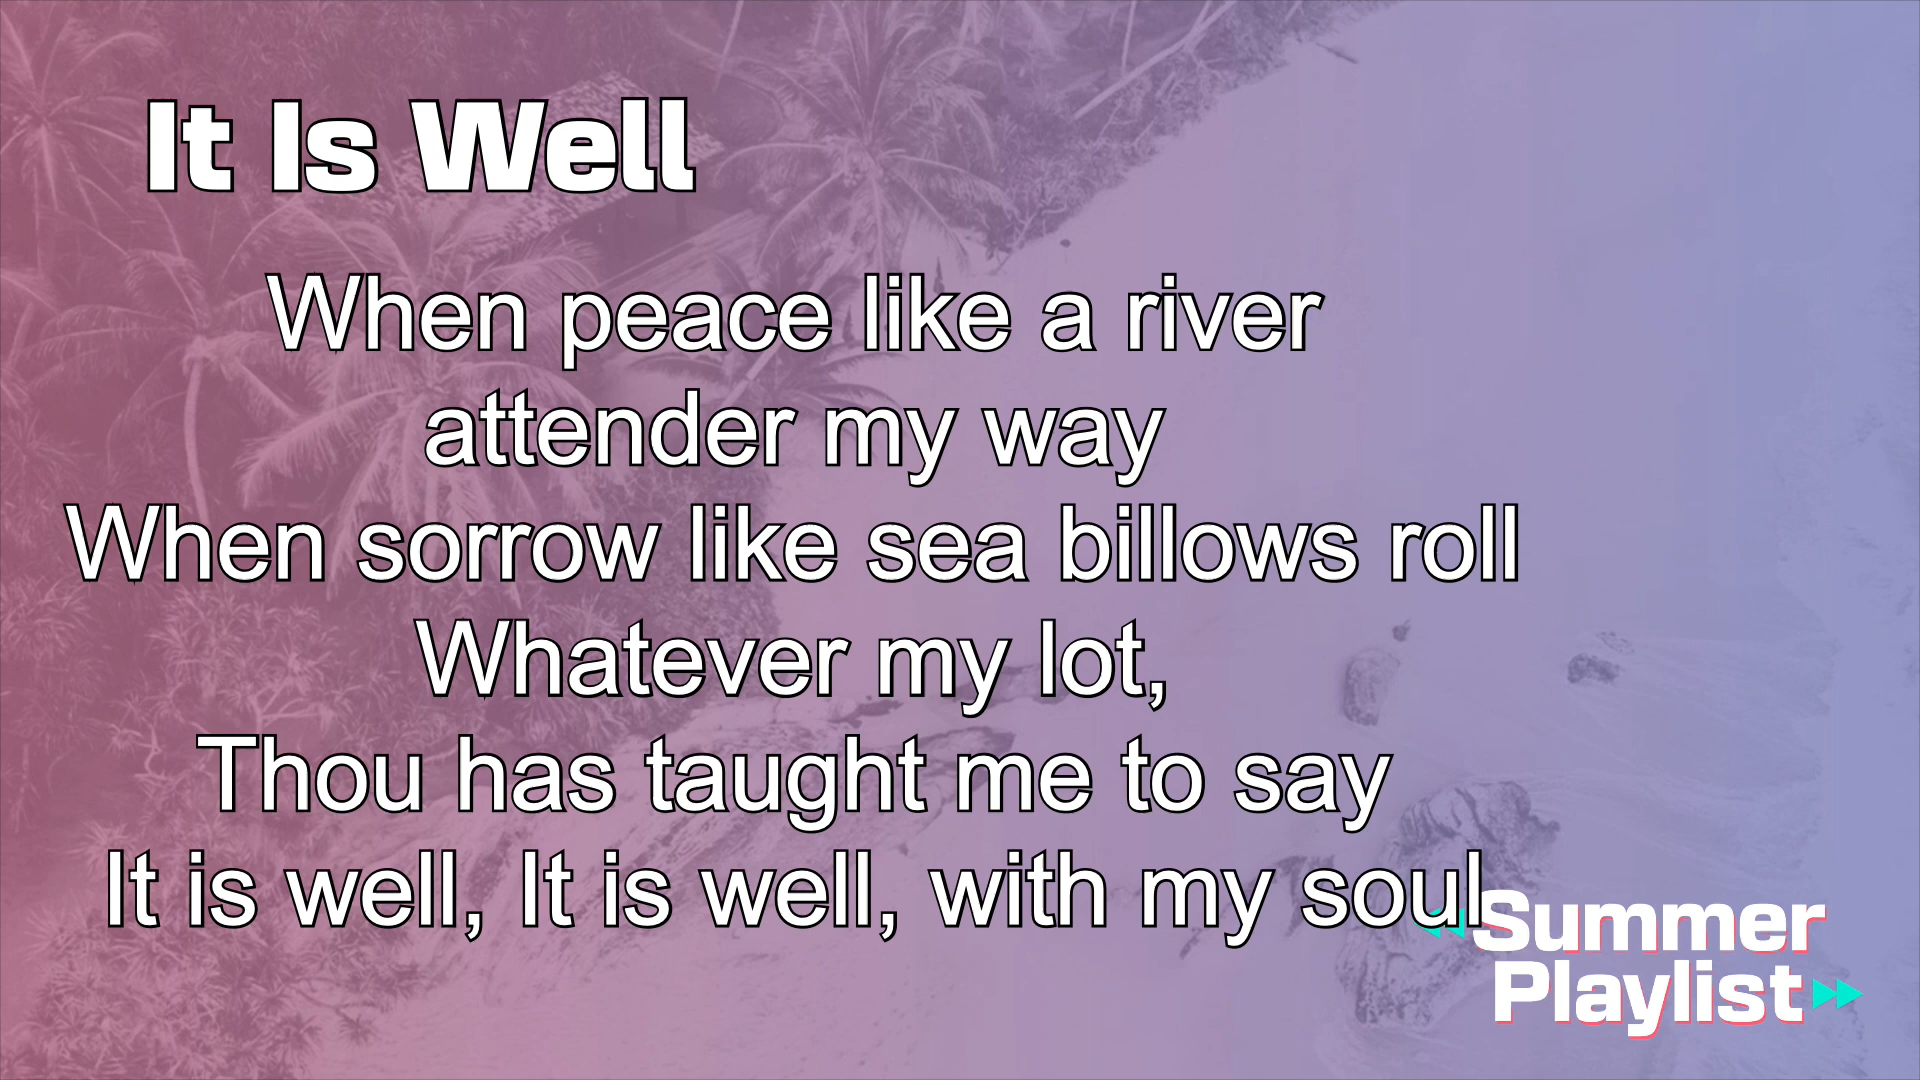 It Is Well
When peace like a river
attender my way
When sorrow like sea billows roll
Whatever my lot,
Thou has taught me to say
It is well, It is well, with my soul
Summer
Playlist